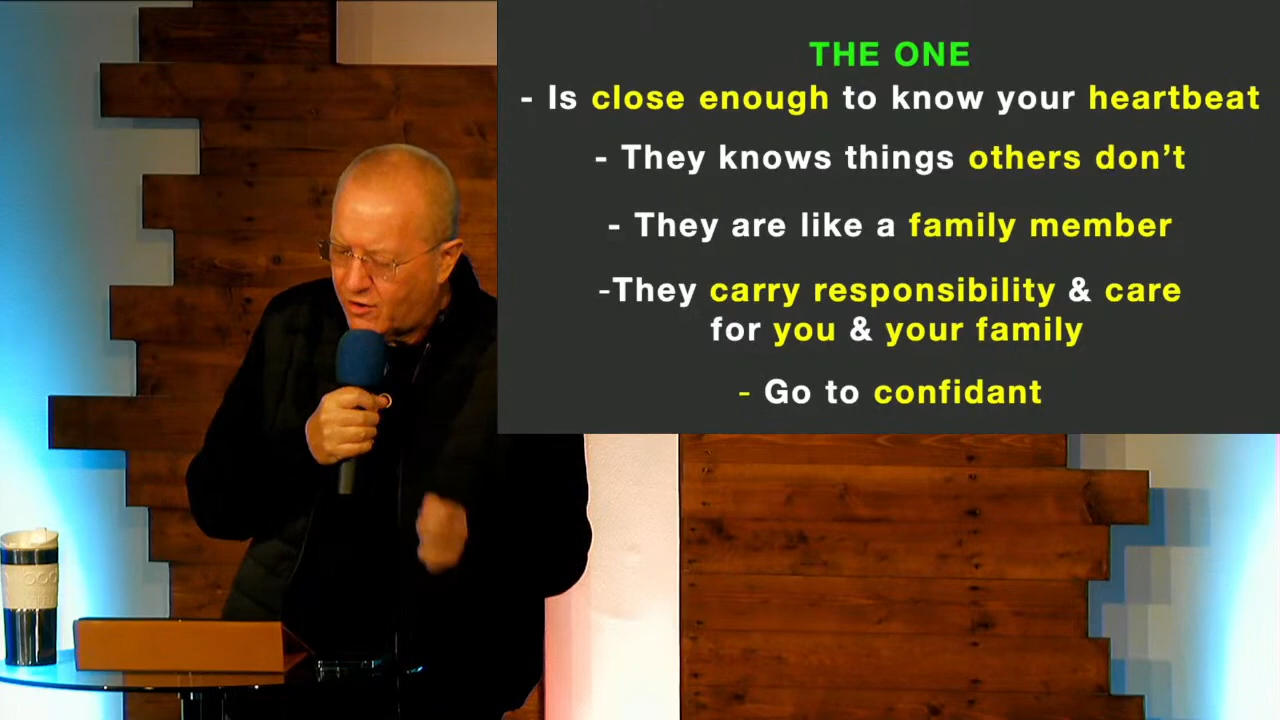 THE ONE
- Is close enough to know your heartbeat
- They knows things others don’t
- They are like a family member
-They carry responsibility & care
for you & your family
- Go to confidant